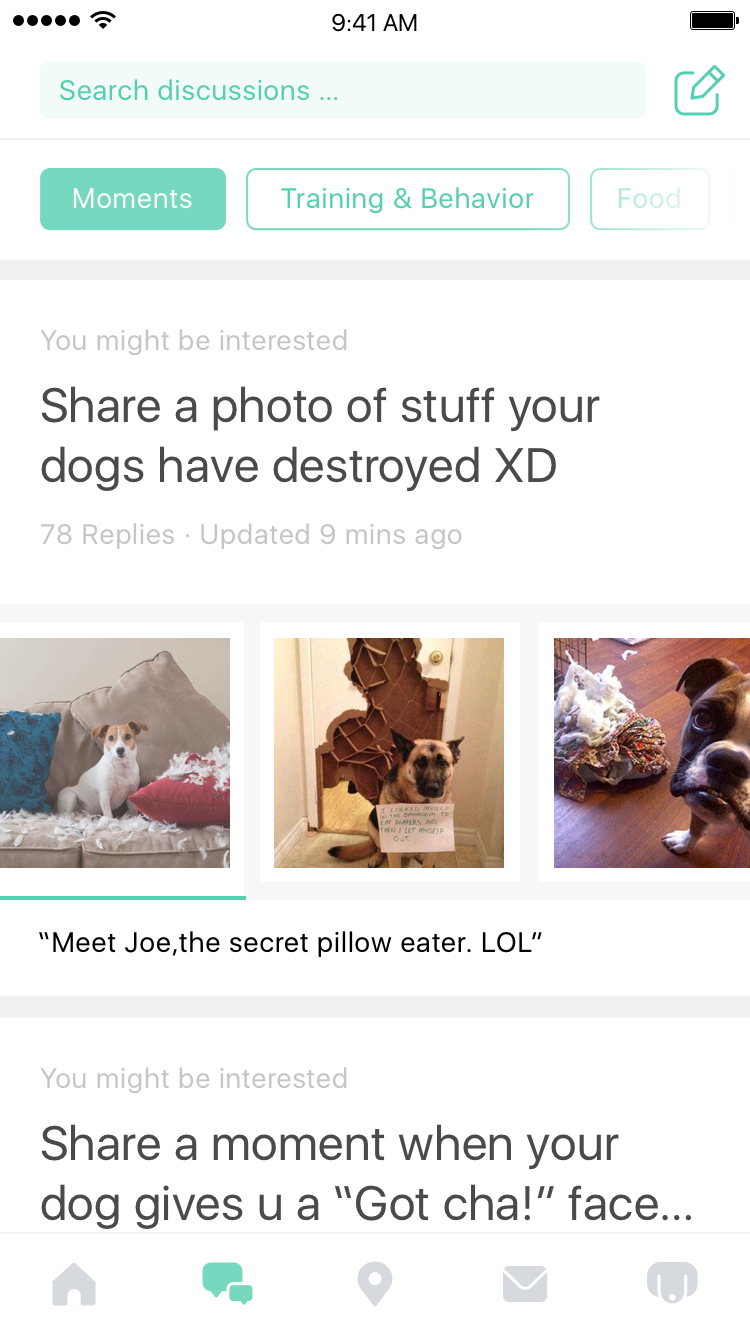 9:41 AM
Search discussions ...
Moments
Training & Behavior
Food
You might be interested
Share a photo of stuff your
dogs have destroyed XD
78 Replies · Updated 9 mins ago
I LOCKED MYSELF
IN THE BATHROOM TO
EAT DIAPERS AND
THEN I LET MYSELF
OUT.
“Meet Joe,the secret pillow eater. LOL”
You might be interested
Share a moment when your
dog gives u a “Got cha!” face...